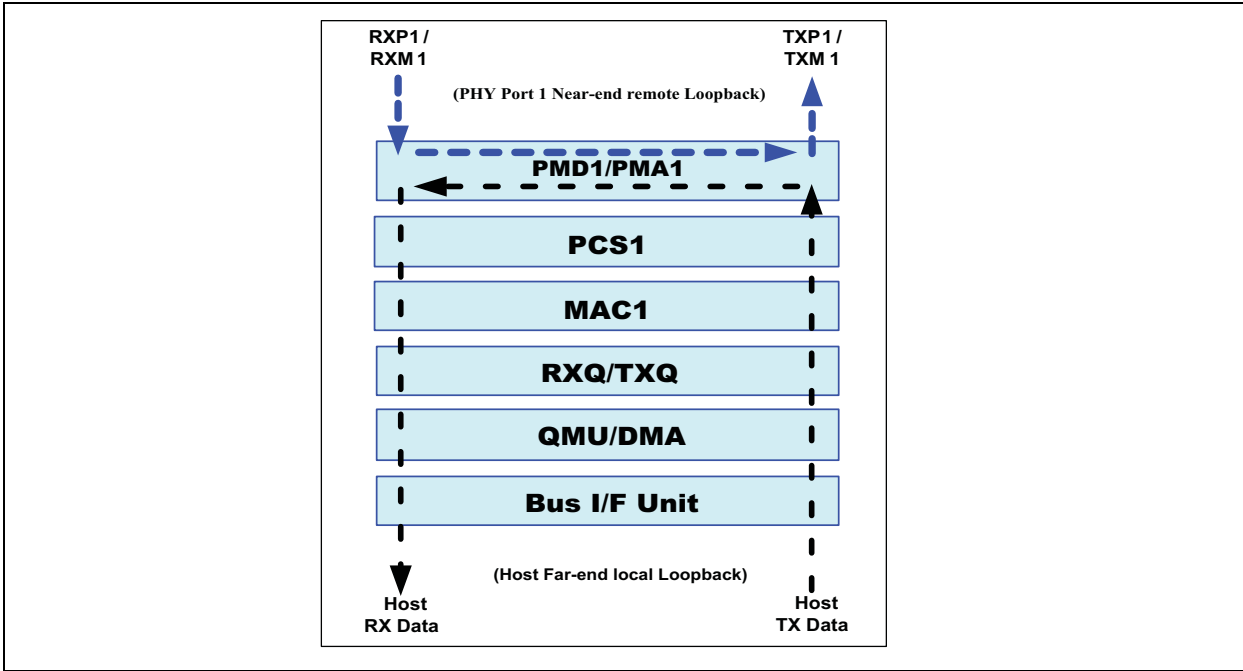 RXP1 /
RXM 1
TXP1 /
TXM 1
(PHY Port 1 Near-end remote Loopback)
PMD1/PMA1
PCS1
MAC1
RXQ/TXQ
QMU/DMA
Bus I/F Unit
(Host Far-end local Loopback)
Host
RX Data
Host
TX Data